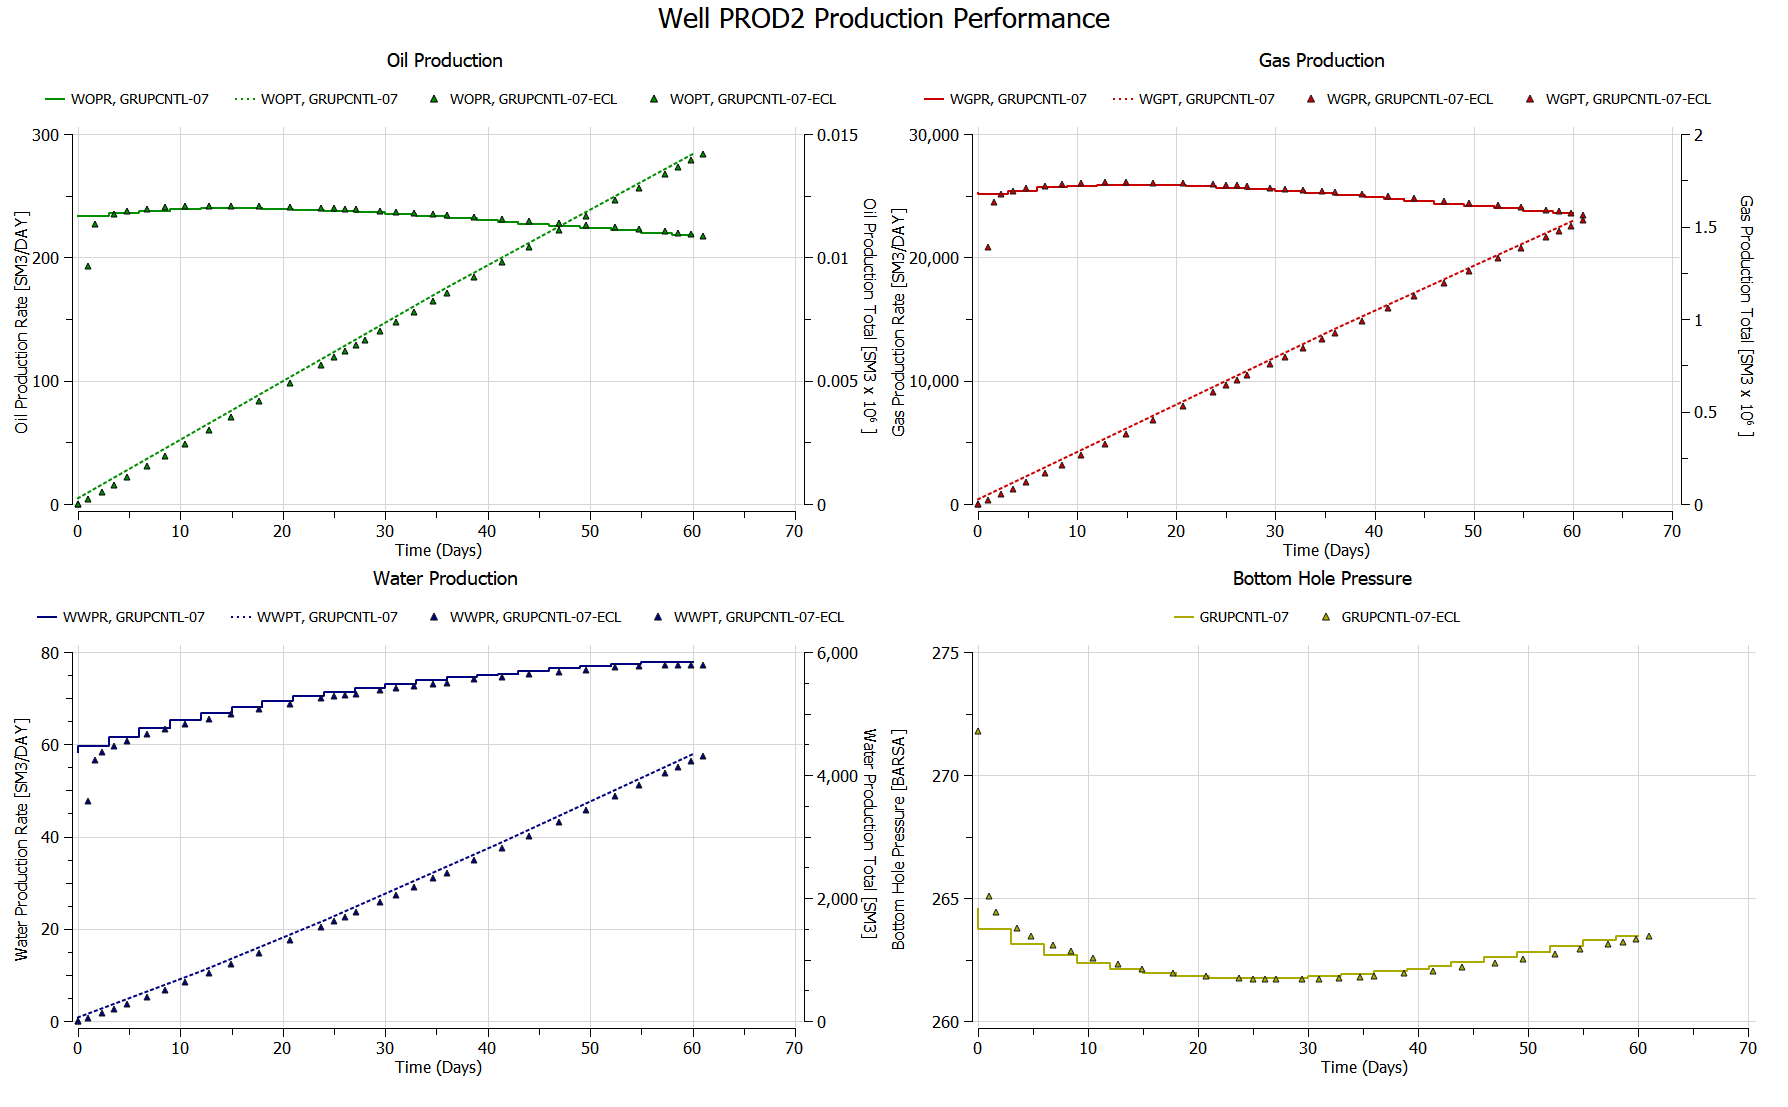 Well PROD2 Production Performance
Oil Production
WOPR, GRUPCNTL-07
WOPT, GRUPCNTL-07
WOPR, GRUPCNTL-07-ECL
WOPT, GRUPCNTL-07-ECL
Oil Production Rate [SM3/DAY]
300
200
100
0
0.015
0.010
0.005
0
Oil Production Total [SM3 x 10⁶ ]
0 10 20 30 40 50 60 70
Time (Days)
Gas Production
WGPR, GRUPCNTL-07
WGPT, GRUPCNTL-07
WGPR, GRUPCNTL-07-ECL
WGPT, GRUPCNTL-07-ECL
Gas Production Rate [SM3/DAY]
30,000
20,000
10,000
0
2
1.5
1
0.5
0
Gas Production Total [SM3 x 10⁶ ]
0 10 20 30 40 50 60 70
Time (Days)
Water Production
WWPR, GRUPCNTL-07
WWPT, GRUPCNTL-07
WWPR, GRUPCNTL-07-ECL
WWPT, GRUPCNTL-07-ECL
Water Production Rate [SM3/DAY]
80
60
40
20
0
6,000
4,000
2,000
0
Water Production Total [SM3]
0 10 20 30 40 50 60 70
Time (Days)
Bottom Hole Pressure
GRUPCNTL-07
GRUPCNTL-07-ECL
Bottom Hole Pressure [BARSA]
275
270
265
260
0 10 20 30 40 50 60 70
Time (Days)